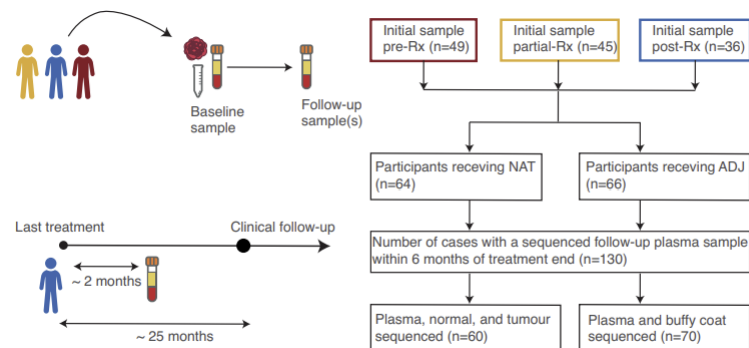 Baseline
sample
Follow-up
sample(s)
Last treatment
Clinical follow-up
~ 2 months
~ 25 months
Initial sample
pre-Rx (n=49)
Initial sample
partial-Rx (n=45)
Initial sample
post-Rx (n=36)
Participants receving NAT
(n=64)
Participants receving ADJ
(n=66)
Number of cases with a sequenced follow-up plasma sample
within 6 months of treatment end (n=130)
Plasma, normal, and tumour
sequenced (n=60)
Plasma and buffy coat
sequenced (n=70)